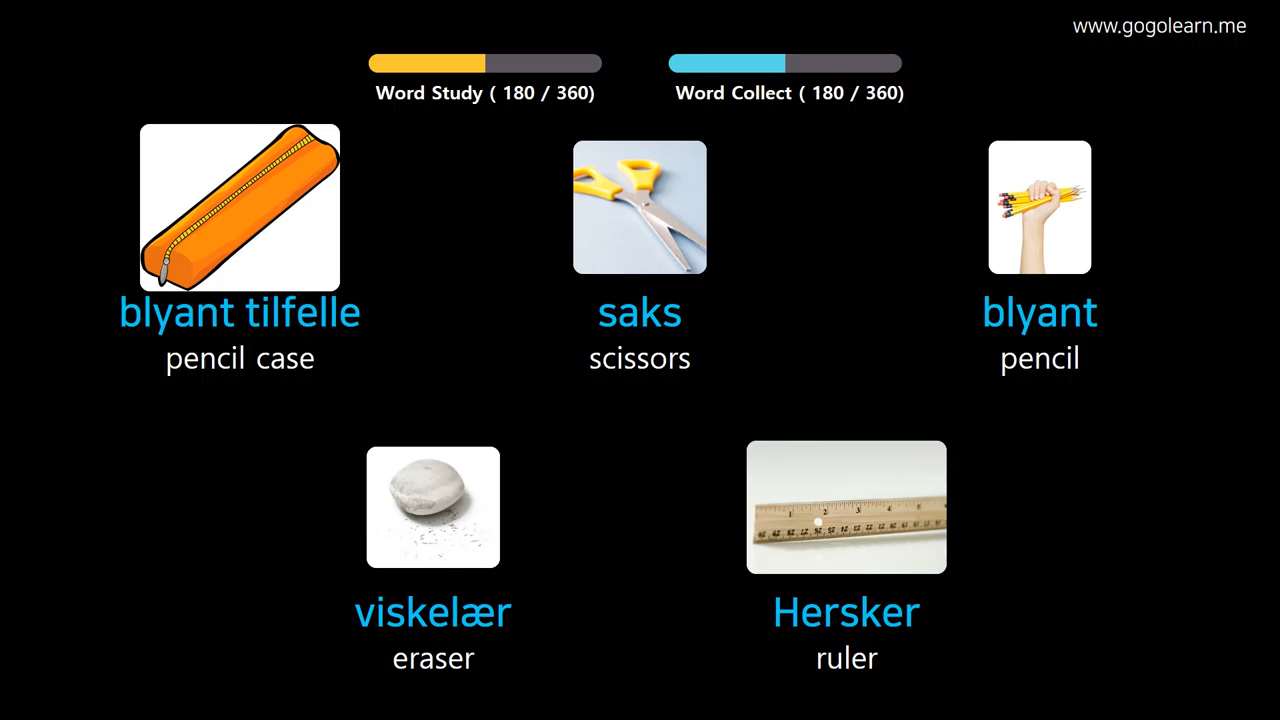 www.gogolearn.me
Word Study ( 180 / 360)
Word Collect ( 180 / 360)
blyant tilfelle
pencil case
saks
scissors
blyant
pencil
viskelær
eraser
Hersker
ruler